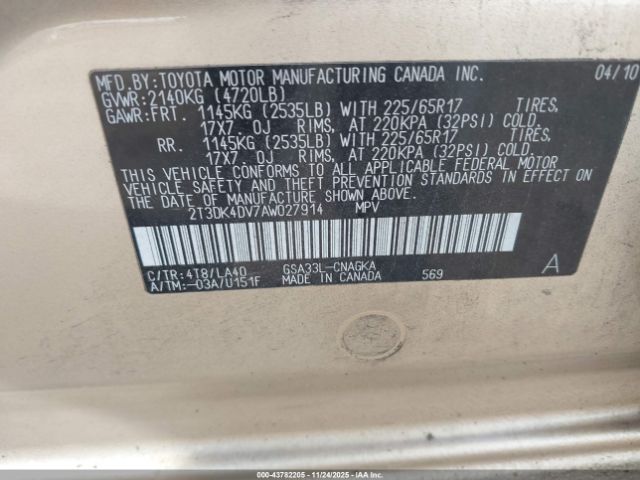 MFD. BY: TOYOTA MOTOR MANUFACTURING CANADA INC. 04/10
GVWR: 2140KG (4720LB)
GAWR: FRT. 1145KG (2535LB) WITH 225/65R17 TIRES,
17X7.0J RIMS, AT 220KPA (32PSI) COLD.
RR. 1145KG (2535LB) WITH 225/65R17 TIRES,
17X7.0J RIMS, AT 220KPA (32PSI) COLD.
THIS VEHICLE CONFORMS TO ALL APPLICABLE FEDERAL MOTOR
VEHICLE SAFETY AND THEFT PREVENTION STANDARDS IN EFFECT ON
THE DATE OF MANUFACTURE SHOWN ABOVE.
2T3DK4DV7AW027914 MPV
C/TR: 4T8/LA40 GSA33L-CNAGKA A
A/TM: -03A/U151F MADE IN CANADA 569
000-43782205 - 11/24/2025 - IAAI.COM